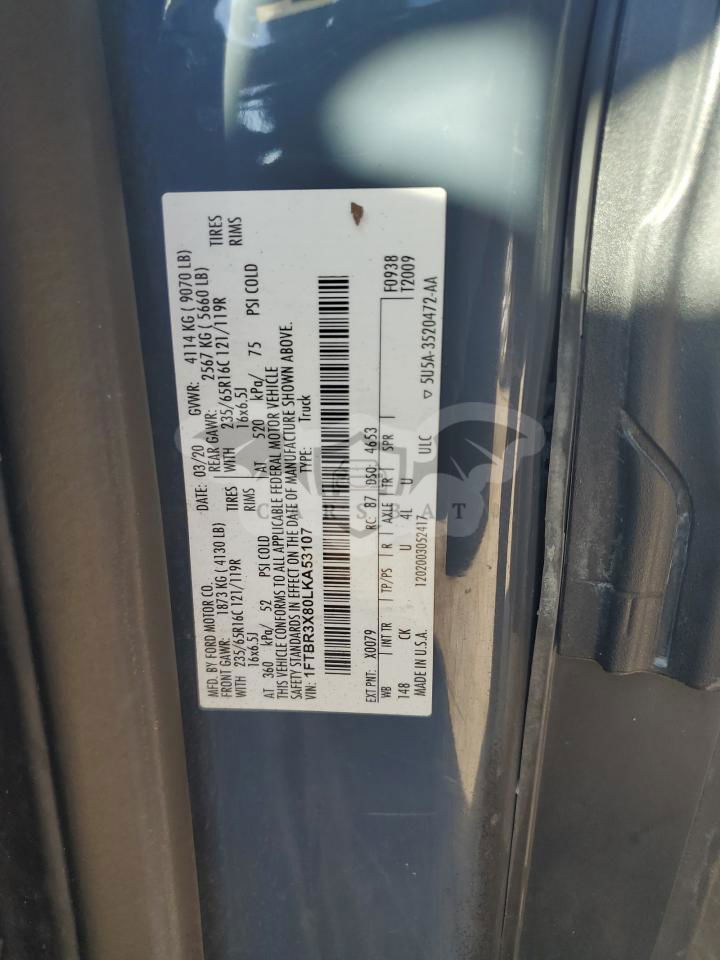 MFD. BY FORD MOTOR CO. DATE: 03/20 GVWR: 4114 KG ( 9070 LB)
FRONT GAWR: 1873 KG ( 4130 LB) REAR GAWR: 2567 KG ( 5660 LB)
WITH 235/65R16C 121/119R TIRES WITH 235/65R16C 121/119R TIRES
16x6.5J RIMS 16x6.5J RIMS
AT 360 kPa/ 52 PSI COLD AT 520 kPa/ 75 PSI COLD
THIS VEHICLE CONFORMS TO ALL APPLICABLE FEDERAL MOTOR VEHICLE
SAFETY STANDARDS IN EFFECT ON THE DATE OF MANUFACTURE SHOWN ABOVE.
VIN: 1FTBR3X80LKA53107 TYPE: Truck
EXT PNT: X0079 RC: 87 DSO: 4653 F0938
WB INT TR TP/PS R AXLE TR SPR T2009
148 CK U 4L U
MADE IN U.S.A. 1202003052417 ULC 5U5A-3520472-AA
CARSBAT